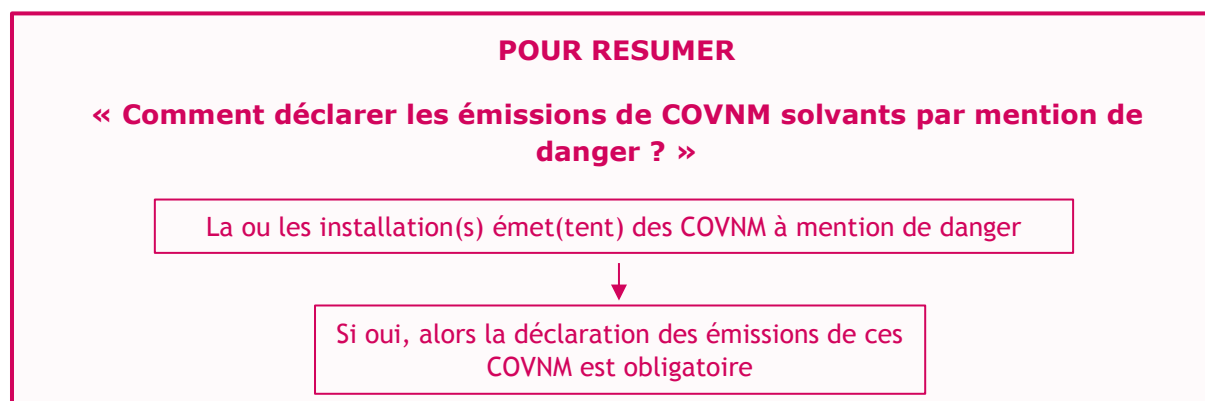 POUR RESUMER
« Comment déclarer les émissions de COVNM solvants par mention de
danger ? »
La ou les installation(s) émet(tent) des COVNM à mention de danger
Si oui, alors la déclaration des émissions de ces
COVNM est obligatoire